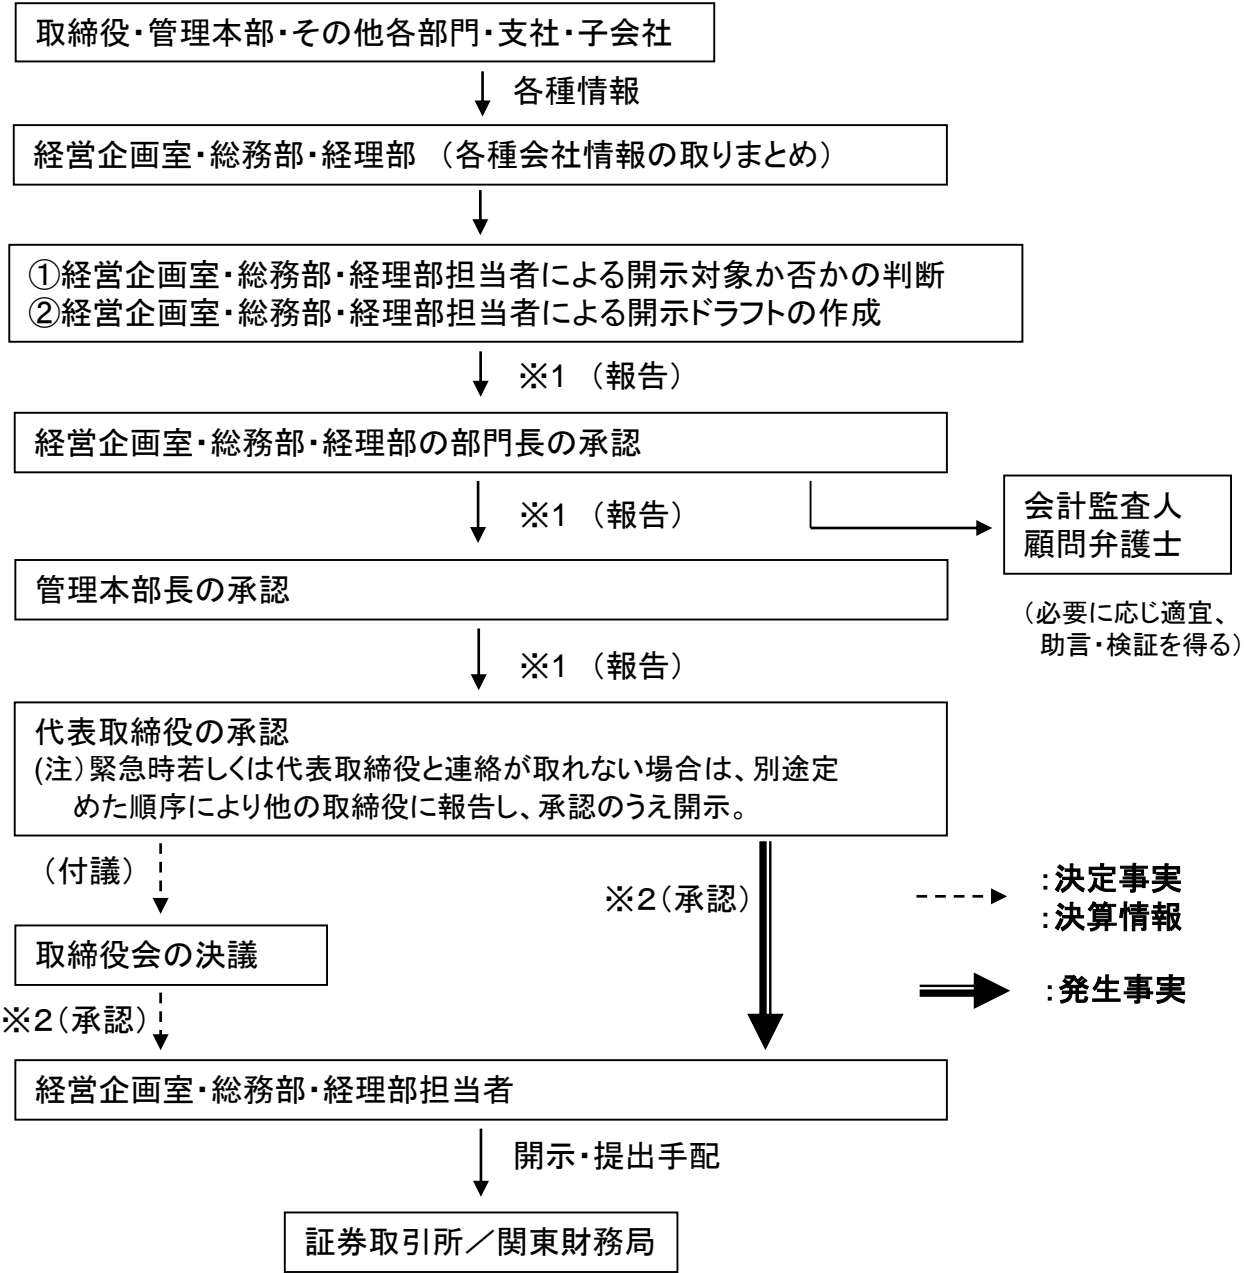 取締役・管理本部・その他各部門・支社・子会社
各種情報
経営企画室・総務部・経理部 （各種会社情報の取りまとめ）
①経営企画室・総務部・経理部担当者による開示対象か否かの判断
②経営企画室・総務部・経理部担当者による開示ドラフトの作成
※1 （報告）
経営企画室・総務部・経理部の部門長の承認
※1 （報告）
会計監査人
顧問弁護士
（必要に応じ適宜、
助言・検証を得る）
管理本部長の承認
※1 （報告）
代表取締役の承認
(注）緊急時若しくは代表取締役と連絡が取れない場合は、別途定
めた順序により他の取締役に報告し、承認のうえ開示。
（付議）
※2（承認）
：決定事実
：決算情報
取締役会の決議
：発生事実
※2（承認）
経営企画室・総務部・経理部担当者
開示・提出手配
証券取引所／関東財務局